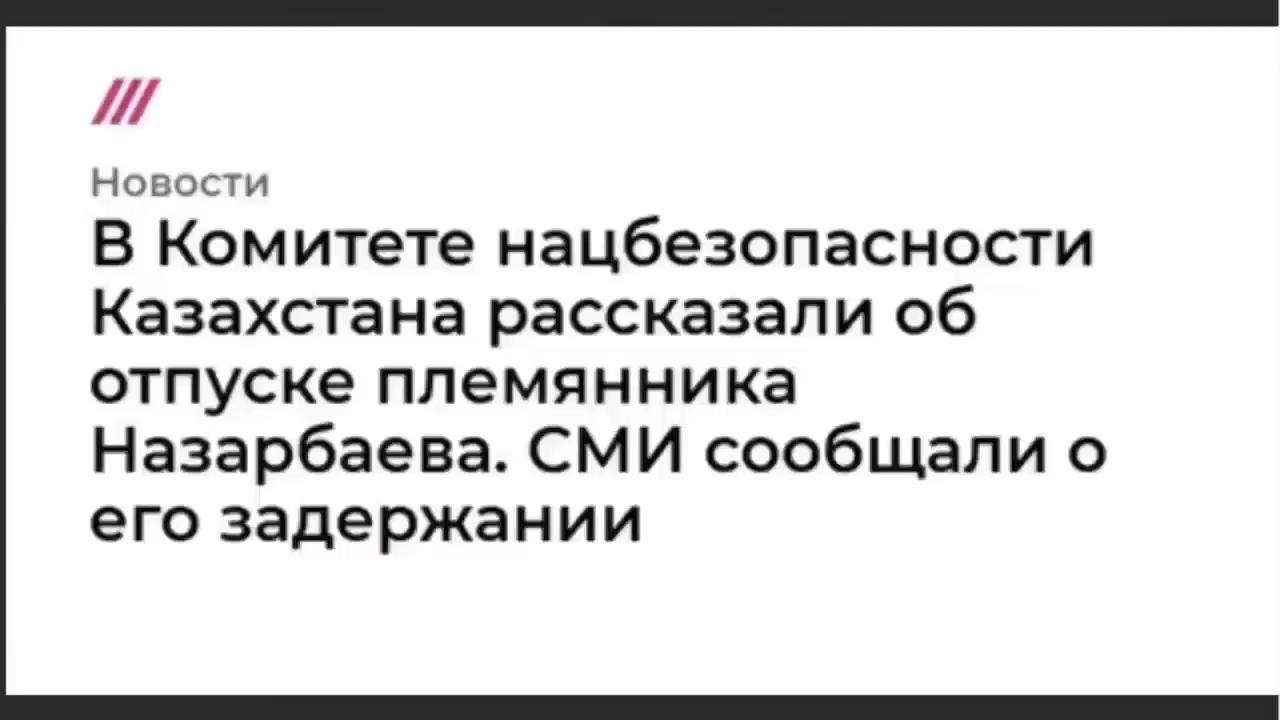 Новости
В Комитете нацбезопасности
Казахстана рассказали об
отпуске племянника
Назарбаева. СМИ сообщали о
его задержании